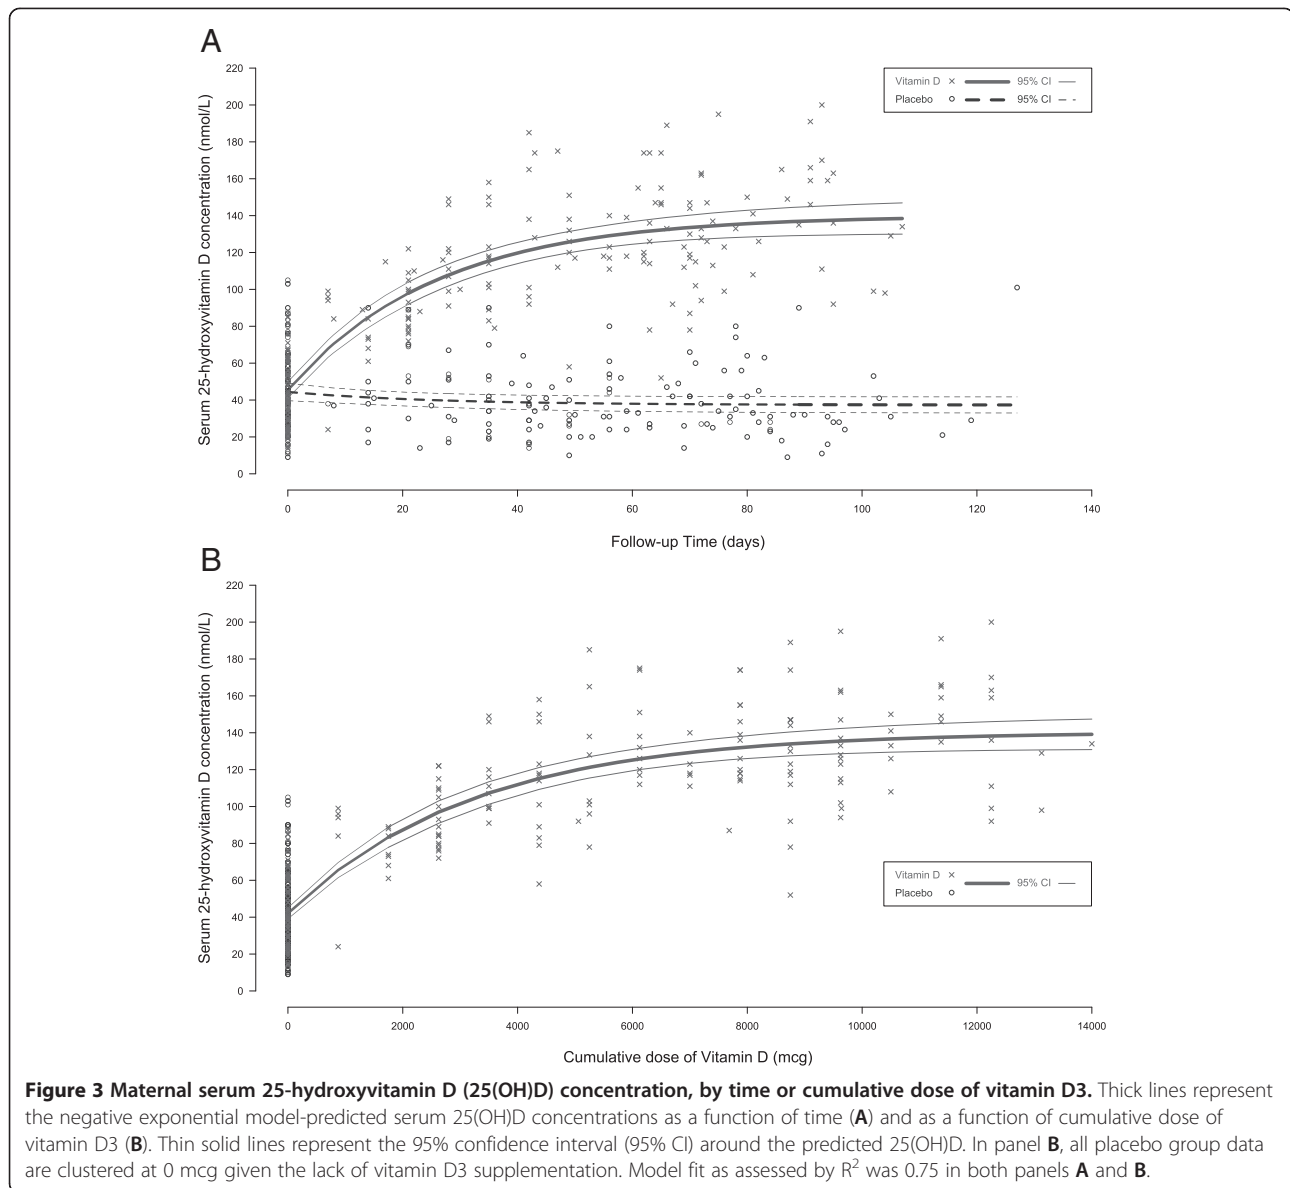 A
220
200
180
160
140
120
100
80
60
40
20
0
Serum 25-hydroxyvitamin D concentration (nmol/L)
Vitamin D 95% CI
Placebo 95% CI
0 20 40 60 80 100 120 140
Follow-up Time (days)
B
220
200
180
160
140
120
100
80
60
40
20
0
Serum 25-hydroxyvitamin D concentration (nmol/L)
Vitamin D 95% CI
Placebo
0 2000 4000 6000 8000 10000 12000 14000
Cumulative dose of Vitamin D (mcg)
Figure 3 Maternal serum 25-hydroxyvitamin D (25(OH)D) concentration, by time or cumulative dose of vitamin D3. Thick lines represent
the negative exponential model-predicted serum 25(OH)D concentrations as a function of time (A) and as a function of cumulative dose of
vitamin D3 (B). Thin solid lines represent the 95% confidence interval (95% CI) around the predicted 25(OH)D. In panel B, all placebo group data
are clustered at 0 mcg given the lack of vitamin D3 supplementation. Model fit as assessed by R² was 0.75 in both panels A and B.